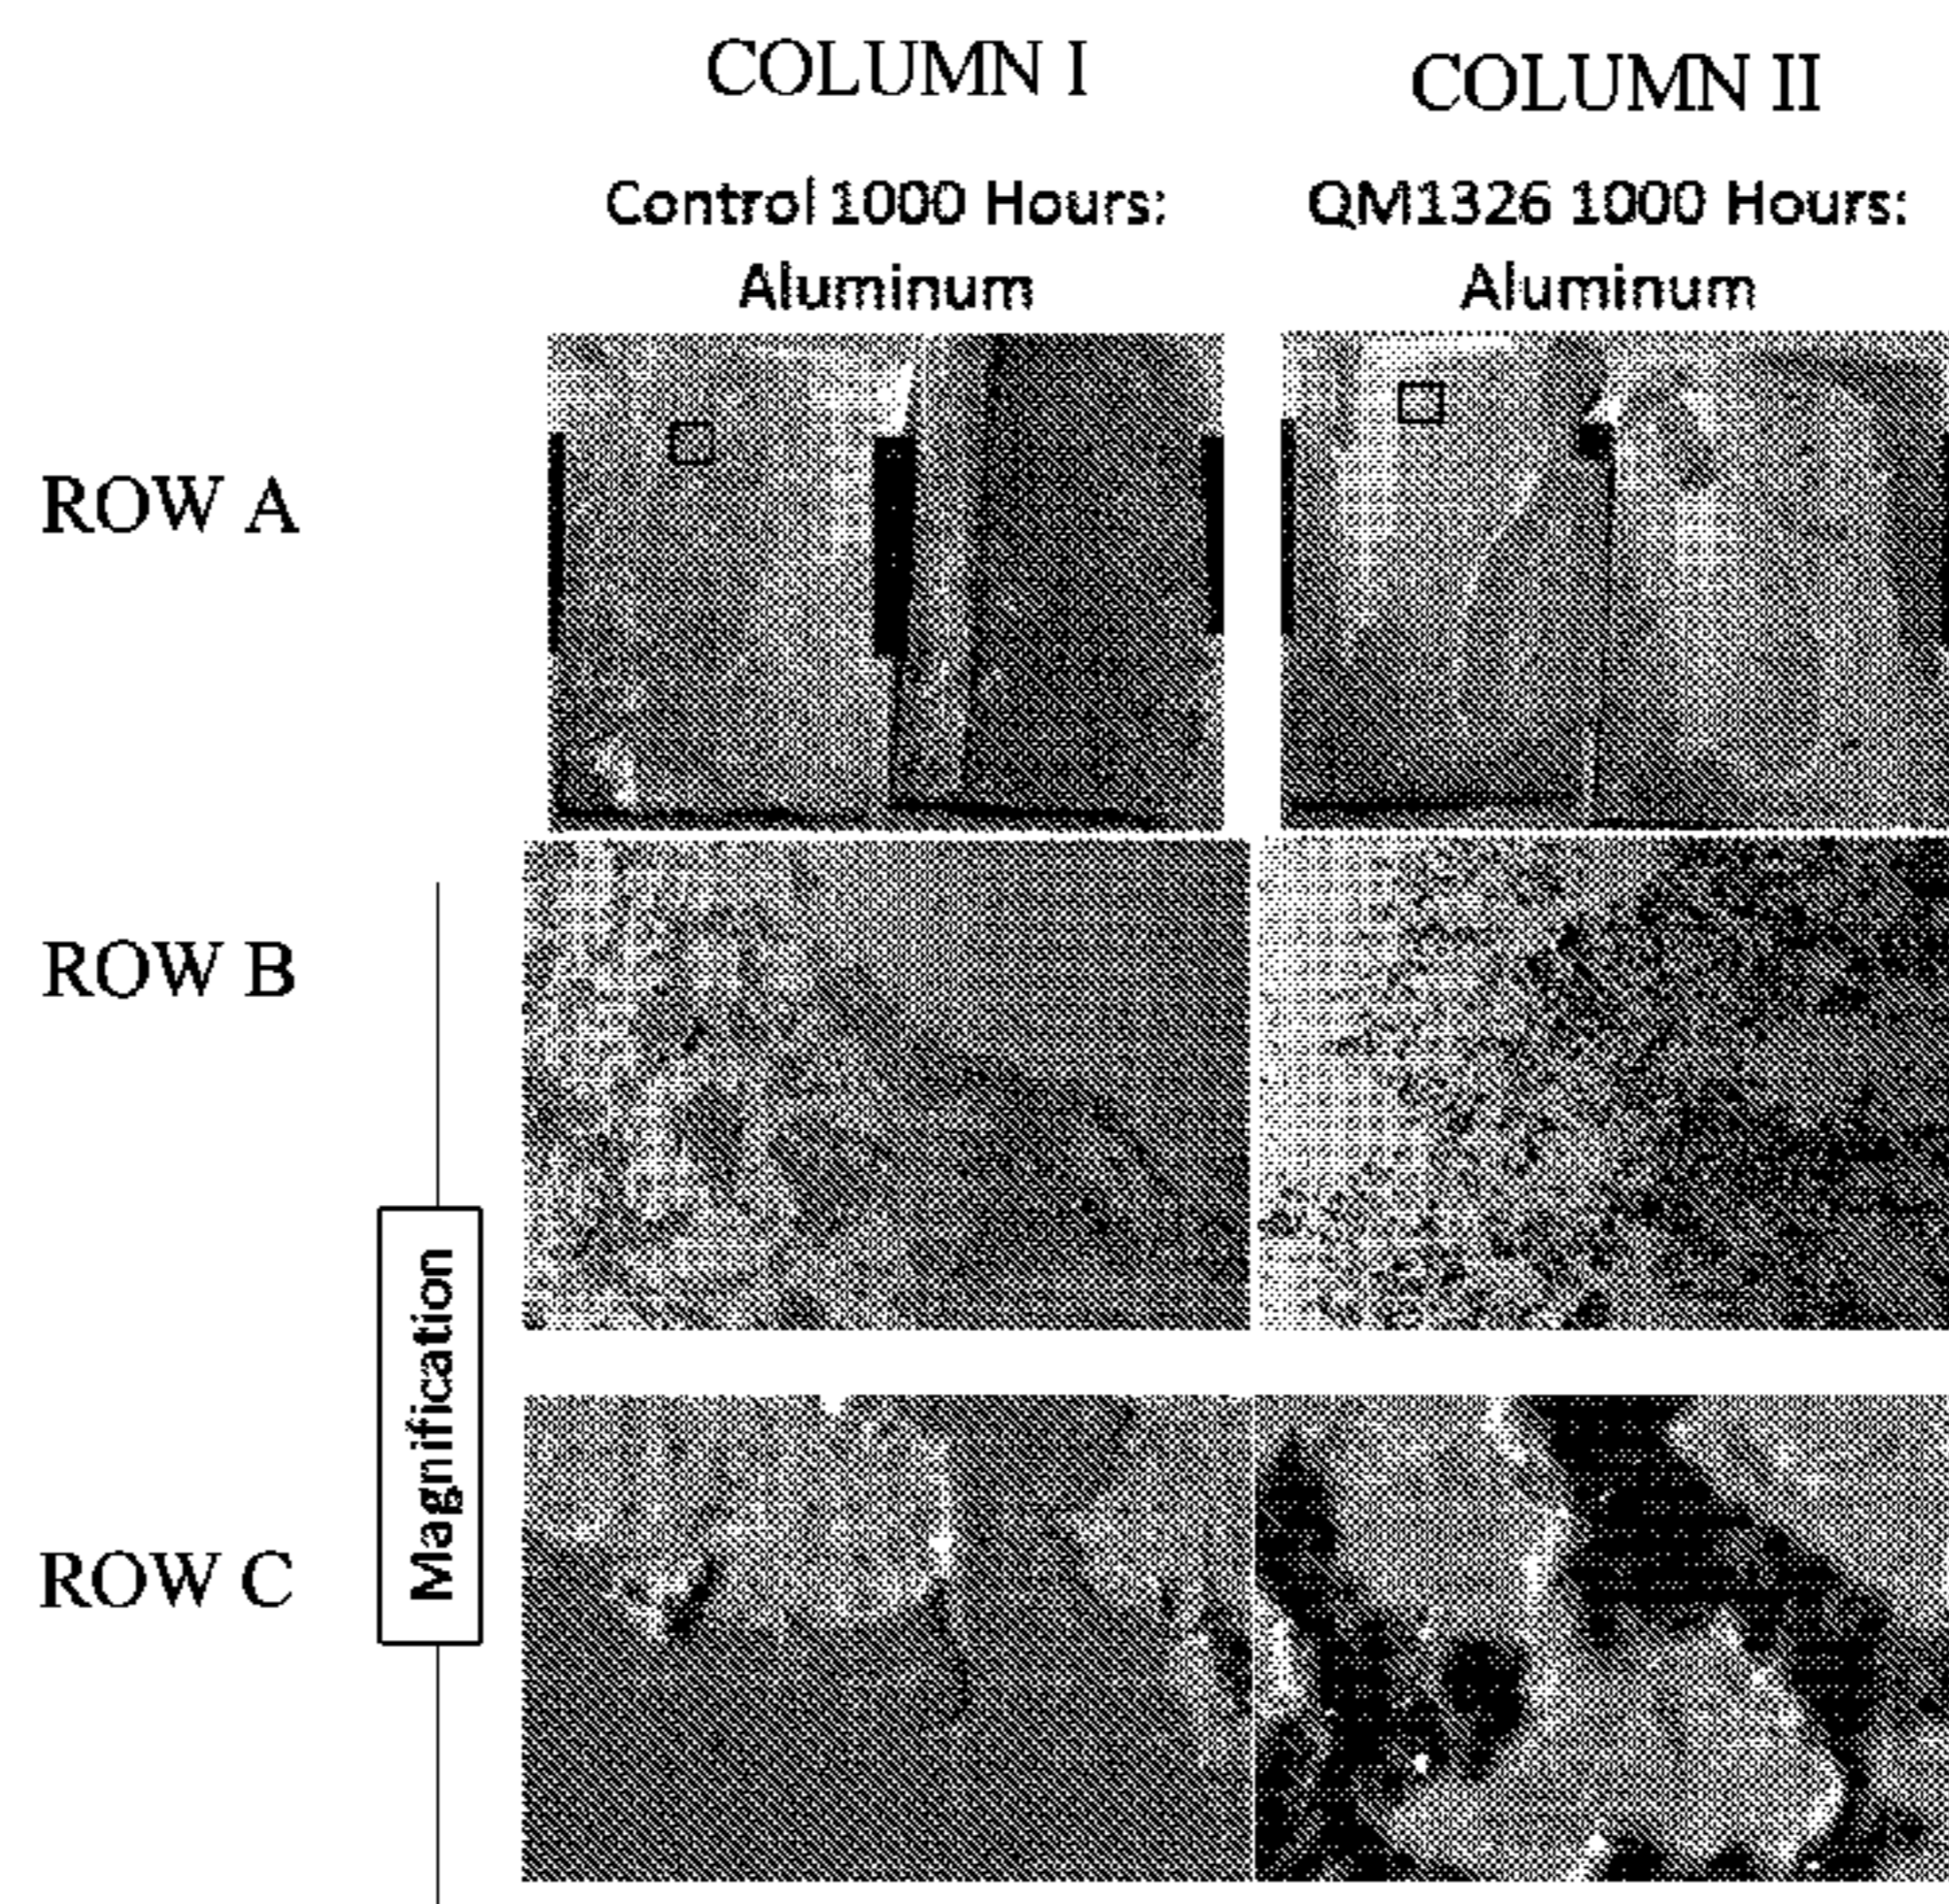 COLUMN I
COLUMN II
Control 1000 Hours:
Aluminum
QM1326 1000 Hours:
Aluminum
ROW A
ROW B
Magnification
ROW C